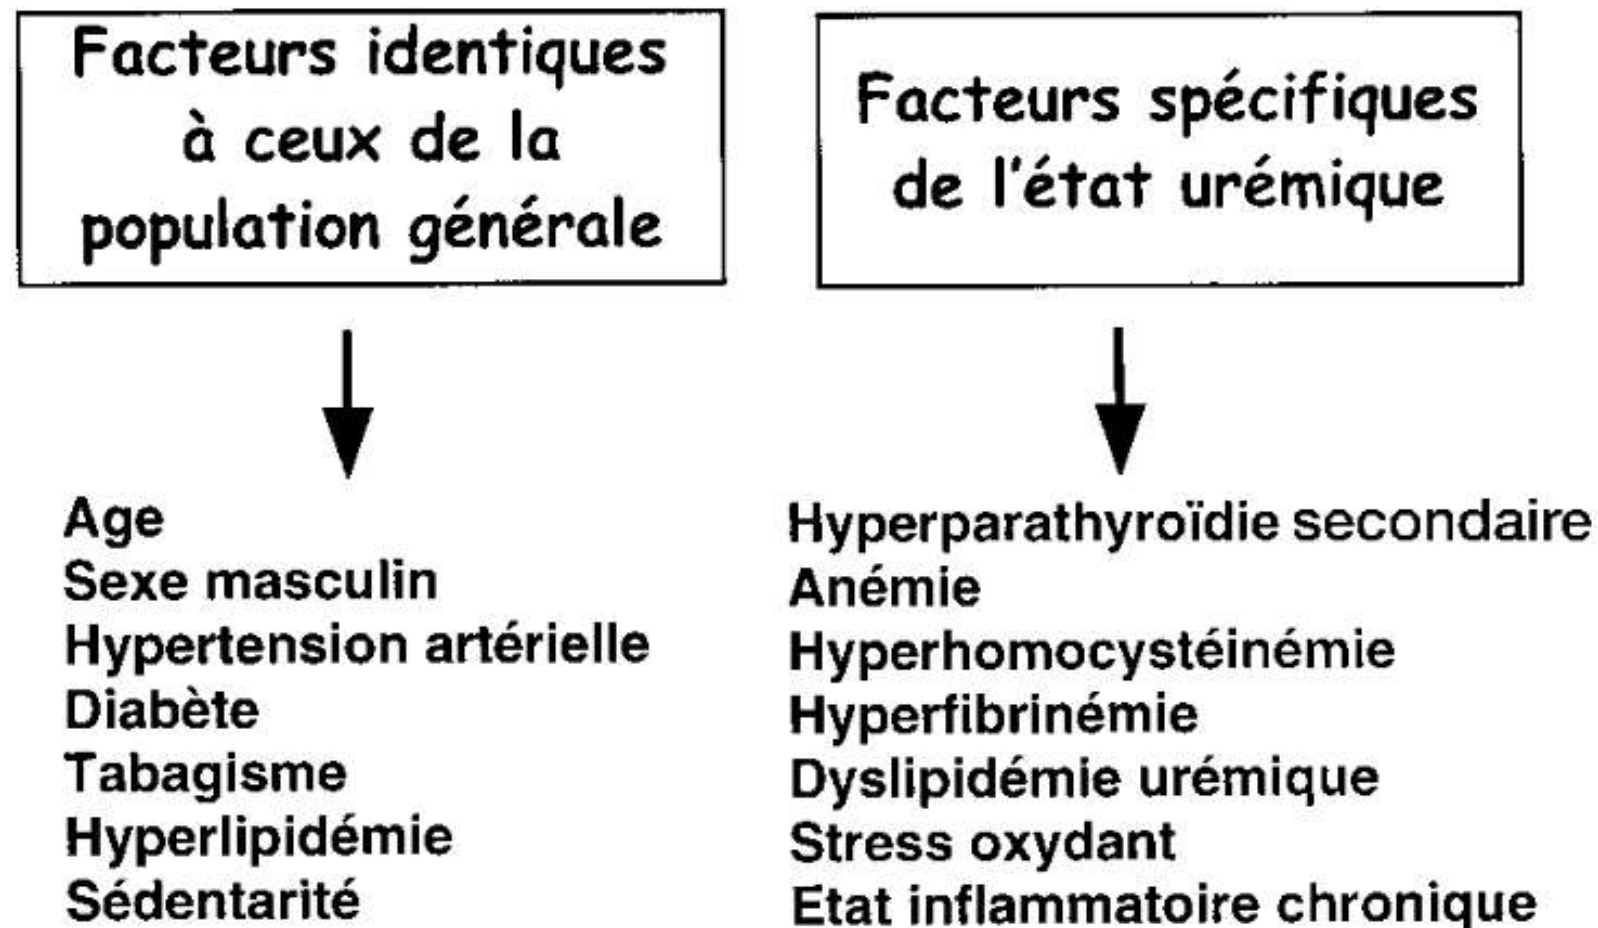 Facteurs identiques
à ceux de la
population générale
Facteurs spécifiques
de l'état urémique
Age
Sexe masculin
Hypertension artérielle
Diabète
Tabagisme
Hyperlipidémie
Sédentarité
Hyperparathyroïdie secondaire
Anémie
Hyperhomocystéinémie
Hyperfibrinémie
Dyslipidémie urémique
Stress oxydant
Etat inflammatoire chronique